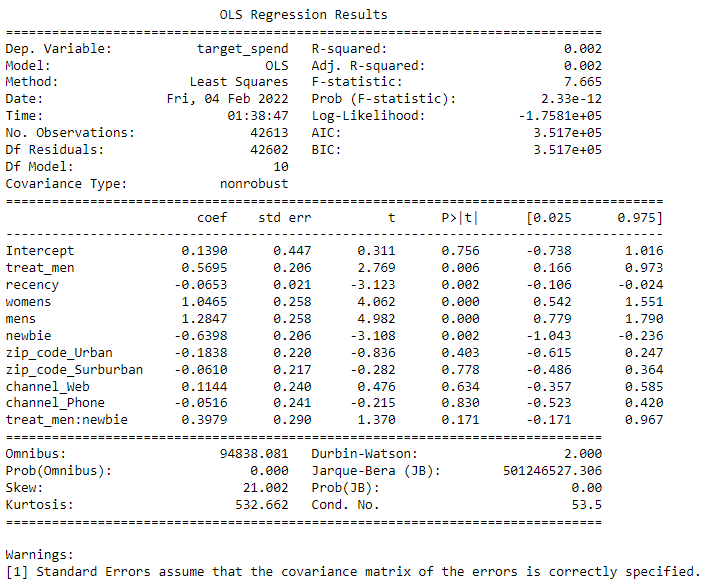 OLS Regression Results
==============================================================================
Dep. Variable: target_spend R-squared: 0.002
Model: OLS Adj. R-squared: 0.002
Method: Least Squares F-statistic: 7.665
Date: Fri, 04 Feb 2022 Prob (F-statistic): 2.33e-12
Time: 01:38:47 Log-Likelihood: -1.7581e+05
No. Observations: 42613 AIC: 3.517e+05
Df Residuals: 42602 BIC: 3.517e+05
Df Model: 10
Covariance Type: nonrobust
======================================================================================
coef std err t P>|t| [0.025 0.975]
--------------------------------------------------------------------------------------
Intercept 0.1390 0.447 0.311 0.756 -0.738 1.016
treat_men 0.5695 0.206 2.769 0.006 0.166 0.973
recency -0.0653 0.021 -3.123 0.002 -0.106 -0.024
womens 1.0465 0.258 4.062 0.000 0.542 1.551
mens 1.2847 0.258 4.982 0.000 0.779 1.790
newbie -0.6398 0.206 -3.108 0.002 -1.043 -0.236
zip_code_Urban -0.1838 0.220 -0.836 0.403 -0.615 0.247
zip_code_Surburban -0.0610 0.217 -0.282 0.778 -0.486 0.364
channel_Web 0.1144 0.240 0.476 0.634 -0.357 0.585
channel_Phone -0.0516 0.241 -0.215 0.830 -0.523 0.420
treat_men:newbie 0.3979 0.290 1.370 0.171 -0.171 0.967
==============================================================================
Omnibus: 94838.081 Durbin-Watson: 2.000
Prob(Omnibus): 0.000 Jarque-Bera (JB): 501246527.306
Skew: 21.002 Prob(JB): 0.00
Kurtosis: 532.662 Cond. No. 53.5
==============================================================================
Warnings:
[1] Standard Errors assume that the covariance matrix of the errors is correctly specified.